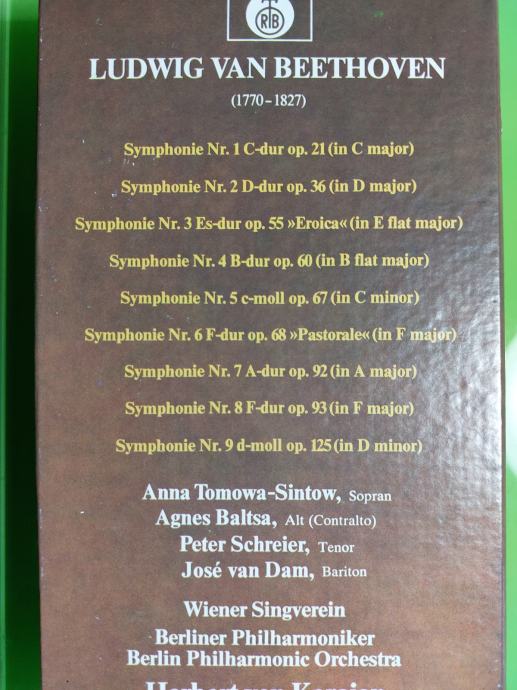 TRIB
LUDWIG VAN BEETHOVEN
(1770–1827)
Symphonie Nr. 1 C-dur op. 21 (in C major)
Symphonie Nr. 2 D-dur op. 36 (in D major)
Symphonie Nr. 3 Es-dur op. 55 »Eroica« (in E flat major)
Symphonie Nr. 4 B-dur op. 60 (in B flat major)
Symphonie Nr. 5 c-moll op. 67 (in C minor)
Symphonie Nr. 6 F-dur op. 68 »Pastorale« (in F major)
Symphonie Nr. 7 A-dur op. 92 (in A major)
Symphonie Nr. 8 F-dur op. 93 (in F major)
Symphonie Nr. 9 d-moll op. 125 (in D minor)
Anna Tomowa-Sintow, Sopran
Agnes Baltsa, Alt (Contralto)
Peter Schreier, Tenor
José van Dam, Bariton
Wiener Singverein
Berliner Philharmoniker
Berlin Philharmonic Orchestra
Herbert von Karajan